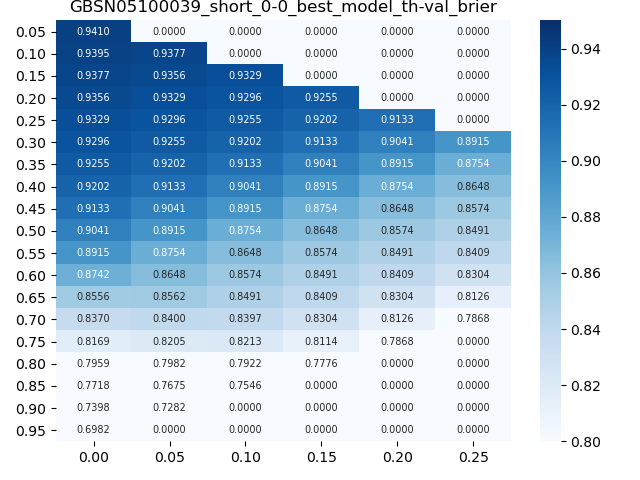 GBSN05100039_short_0-0_best_model_th-val_brier
0.05 0.9410 0.0000 0.0000 0.0000 0.0000 0.0000
0.10 0.9395 0.9377 0.0000 0.0000 0.0000 0.0000
0.15 0.9377 0.9356 0.9329 0.0000 0.0000 0.0000
0.20 0.9356 0.9329 0.9296 0.9255 0.0000 0.0000
0.25 0.9329 0.9296 0.9255 0.9202 0.9133 0.0000
0.30 0.9296 0.9255 0.9202 0.9133 0.9041 0.8915
0.35 0.9255 0.9202 0.9133 0.9041 0.8915 0.8754
0.40 0.9202 0.9133 0.9041 0.8915 0.8754 0.8648
0.45 0.9133 0.9041 0.8915 0.8754 0.8648 0.8574
0.50 0.9041 0.8915 0.8754 0.8648 0.8574 0.8491
0.55 0.8915 0.8754 0.8648 0.8574 0.8491 0.8409
0.60 0.8742 0.8648 0.8574 0.8491 0.8409 0.8304
0.65 0.8556 0.8562 0.8491 0.8409 0.8304 0.8126
0.70 0.8370 0.8400 0.8397 0.8304 0.8126 0.7868
0.75 0.8169 0.8205 0.8213 0.8114 0.7868 0.0000
0.80 0.7959 0.7982 0.7922 0.7776 0.0000 0.0000
0.85 0.7718 0.7675 0.7546 0.0000 0.0000 0.0000
0.90 0.7398 0.7282 0.0000 0.0000 0.0000 0.0000
0.95 0.6982 0.0000 0.0000 0.0000 0.0000 0.0000
0.00 0.05 0.10 0.15 0.20 0.25
0.94
0.92
0.90
0.88
0.86
0.84
0.82
0.80